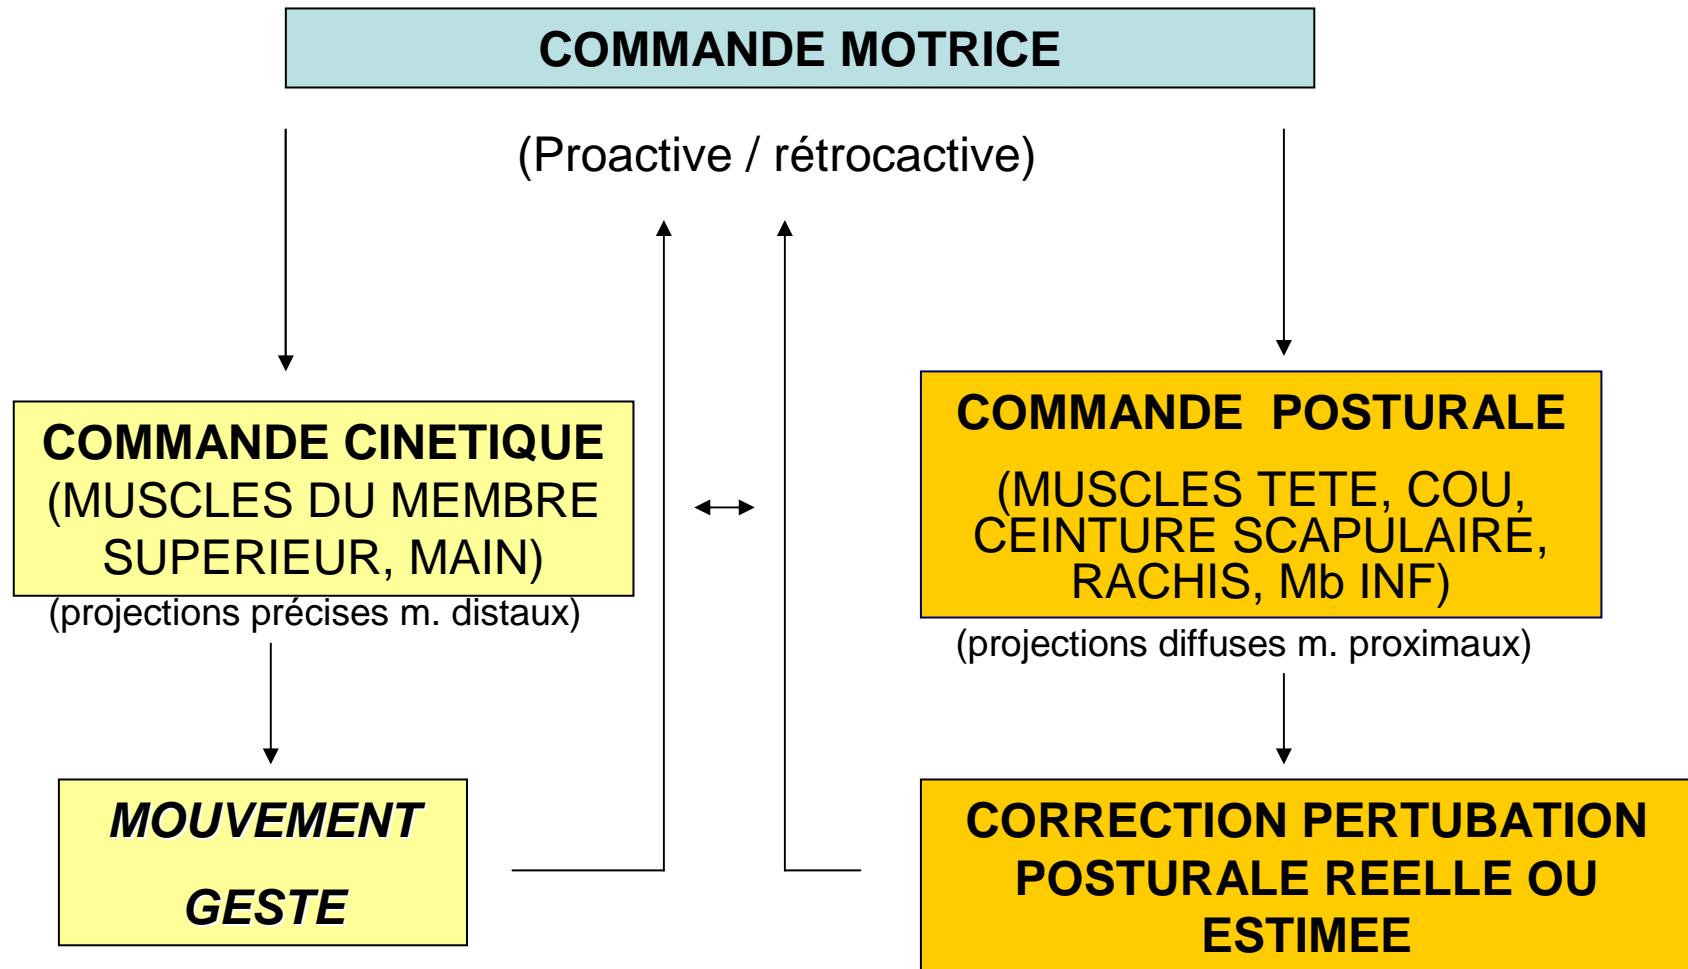 COMMANDE MOTRICE
(Proactive / rétrocactive)
COMMANDE CINETIQUE
(MUSCLES DU MEMBRE
SUPERIEUR, MAIN)
(projections précises m. distaux)
MOUVEMENT
GESTE
COMMANDE POSTURALE
(MUSCLES TETE, COU,
CEINTURE SCAPULAIRE,
RACHIS, Mb INF)
(projections diffuses m. proximaux)
CORRECTION PERTUBATION
POSTURALE REELLE OU
ESTIMEE